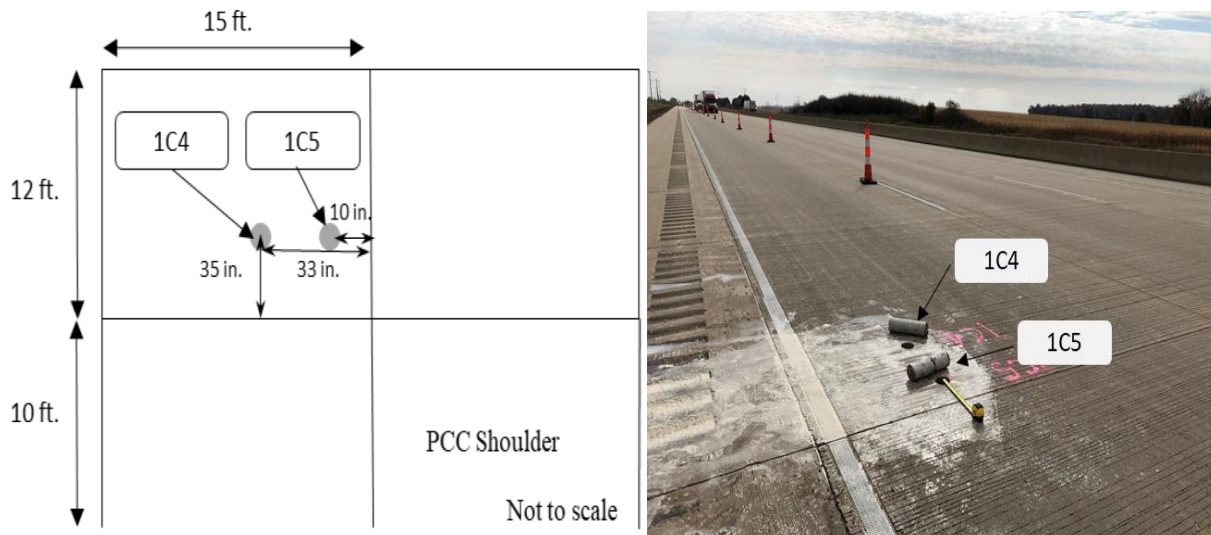 15 ft.
1C4
1C5
12 ft.
10 in.
35 in.
33 in.
10 ft.
PCC Shoulder
Not to scale
1C4
1C5